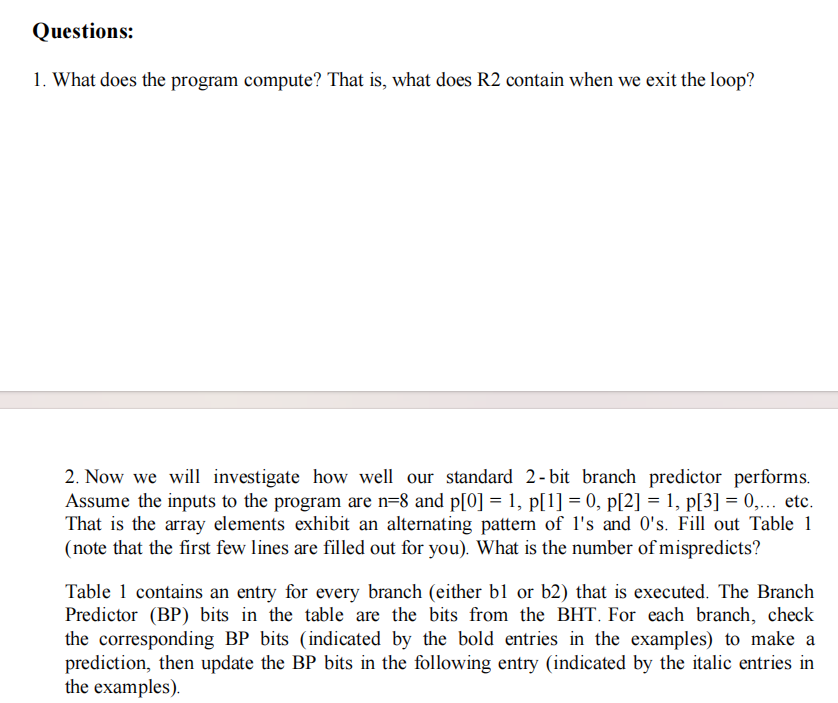 Questions:
1. What does the program compute? That is, what does R2 contain when we exit the loop?
2. Now we will investigate how well our standard 2-bit branch predictor performs.
Assume the inputs to the program are n=8 and p[0] = 1, p[1] = 0, p[2] = 1, p[3] = 0,... etc.
That is the array elements exhibit an alternating pattern of 1's and 0's. Fill out Table 1
(note that the first few lines are filled out for you). What is the number of mispredicts?
Table 1 contains an entry for every branch (either b1 or b2) that is executed. The Branch
Predictor (BP) bits in the table are the bits from the BHT. For each branch, check
the corresponding BP bits (indicated by the bold entries in the examples) to make a
prediction, then update the BP bits in the following entry (indicated by the italic entries in
the examples).